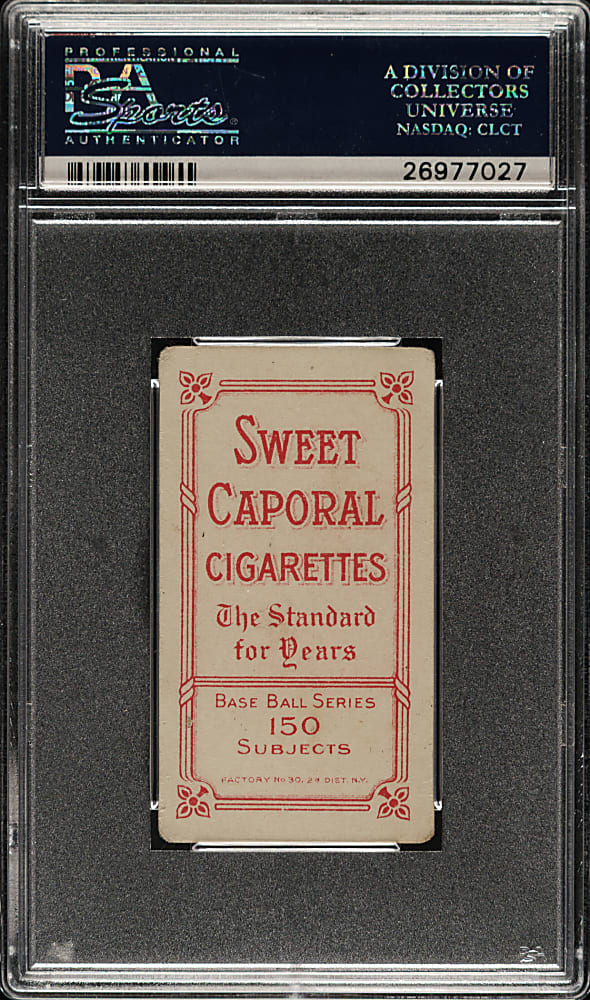 PROFESSIONAL
PSA
Sports
AUTHENTICATOR
A DIVISION OF
COLLECTORS
UNIVERSE
NASDAQ: CLCT
26977027
SWEET
CAPORAL
CIGARETTES
The Standard
for Years
BASE BALL SERIES
150
SUBJECTS
FACTORY No 30, 2d DIST. N.Y.